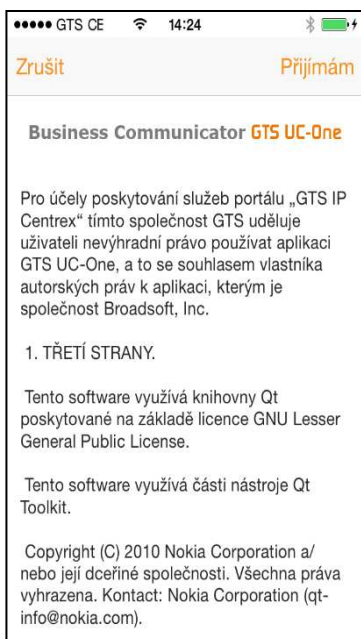 GTS CE 14:24
Zrušit Přijímám
Business Communicator GTS UC-One
Pro účely poskytování služeb portálu „GTS IP
Centrex“ tímto společnost GTS uděluje
uživateli nevýhradní právo používat aplikaci
GTS UC-One, a to se souhlasem vlastníka
autorských práv k aplikaci, kterým je
společnost Broadsoft, Inc.
1. TŘETÍ STRANY.
Tento software využívá knihovny Qt
poskytované na základě licence GNU Lesser
General Public License.
Tento software využívá části nástroje Qt
Toolkit.
Copyright (C) 2010 Nokia Corporation a/
nebo její dceřiné společnosti. Všechna práva
vyhrazena. Kontact: Nokia Corporation (qt-
info@nokia.com).